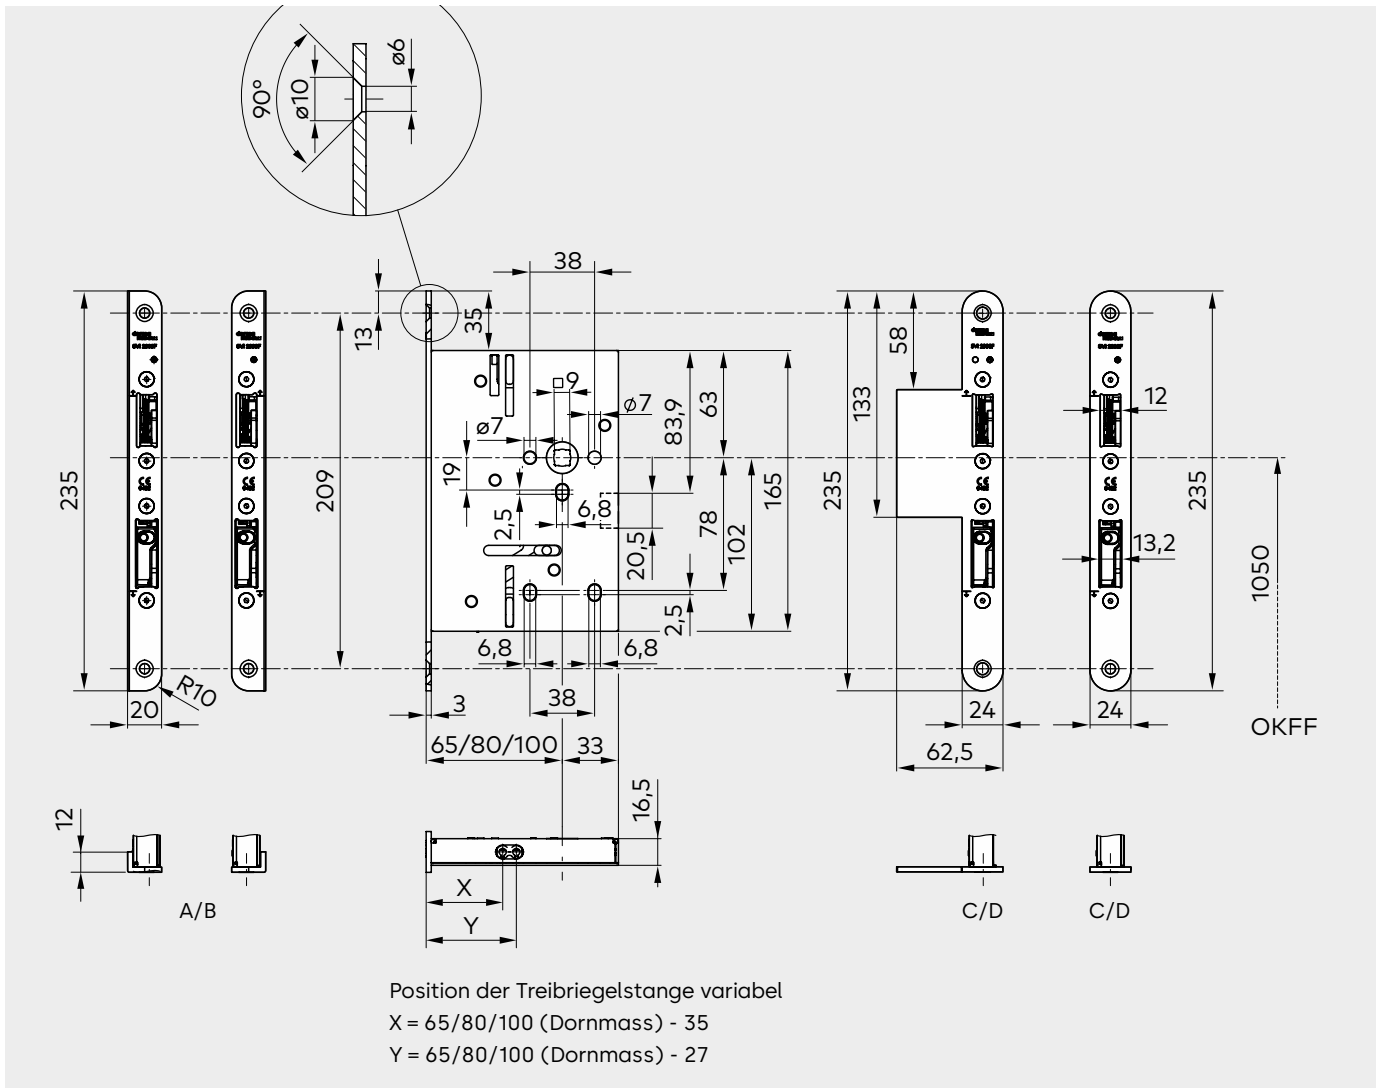 90°
ø10
ø6
38
13
35
□ 9
ø7
ø7
83,9
63
58
133
12
235
209
19
2,5
6,8
20,5
78
102
165
235
235
13,2
1050
2,5
6,8
6,8
R10
20
3
38
24
24
OKFF
65/80/100
33
62,5
16,5
12
X
Y
A/B
C/D
C/D
Position der Treibriegelstange variabel
X = 65/80/100 (Dornmass) - 35
Y = 65/80/100 (Dornmass) - 27